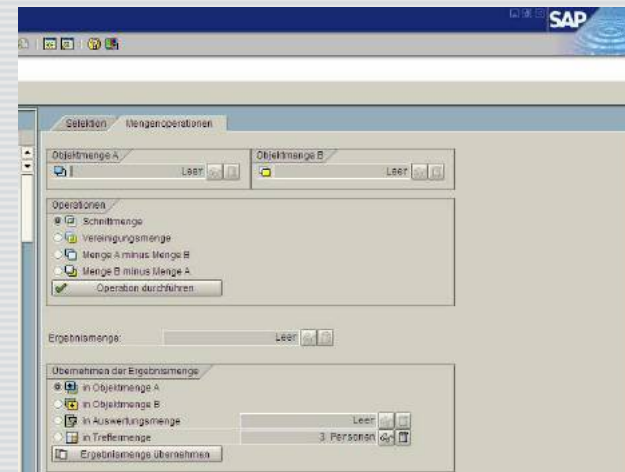 SAP
Selektion Mengenoperationen
Objektmenge A Objektmenge B
Leer Leer
Operationen
Schnittmenge
Vereinigungsmenge
Menge A minus Menge B
Menge B minus Menge A
Operation durchführen
Ergebnismenge: Leer
Übernehmen der Ergebnismenge
in Objektmenge A
in Objektmenge B
in Auswertungsmenge Leer
in Treffermenge 3 Personen
Ergebnismenge übernehmen